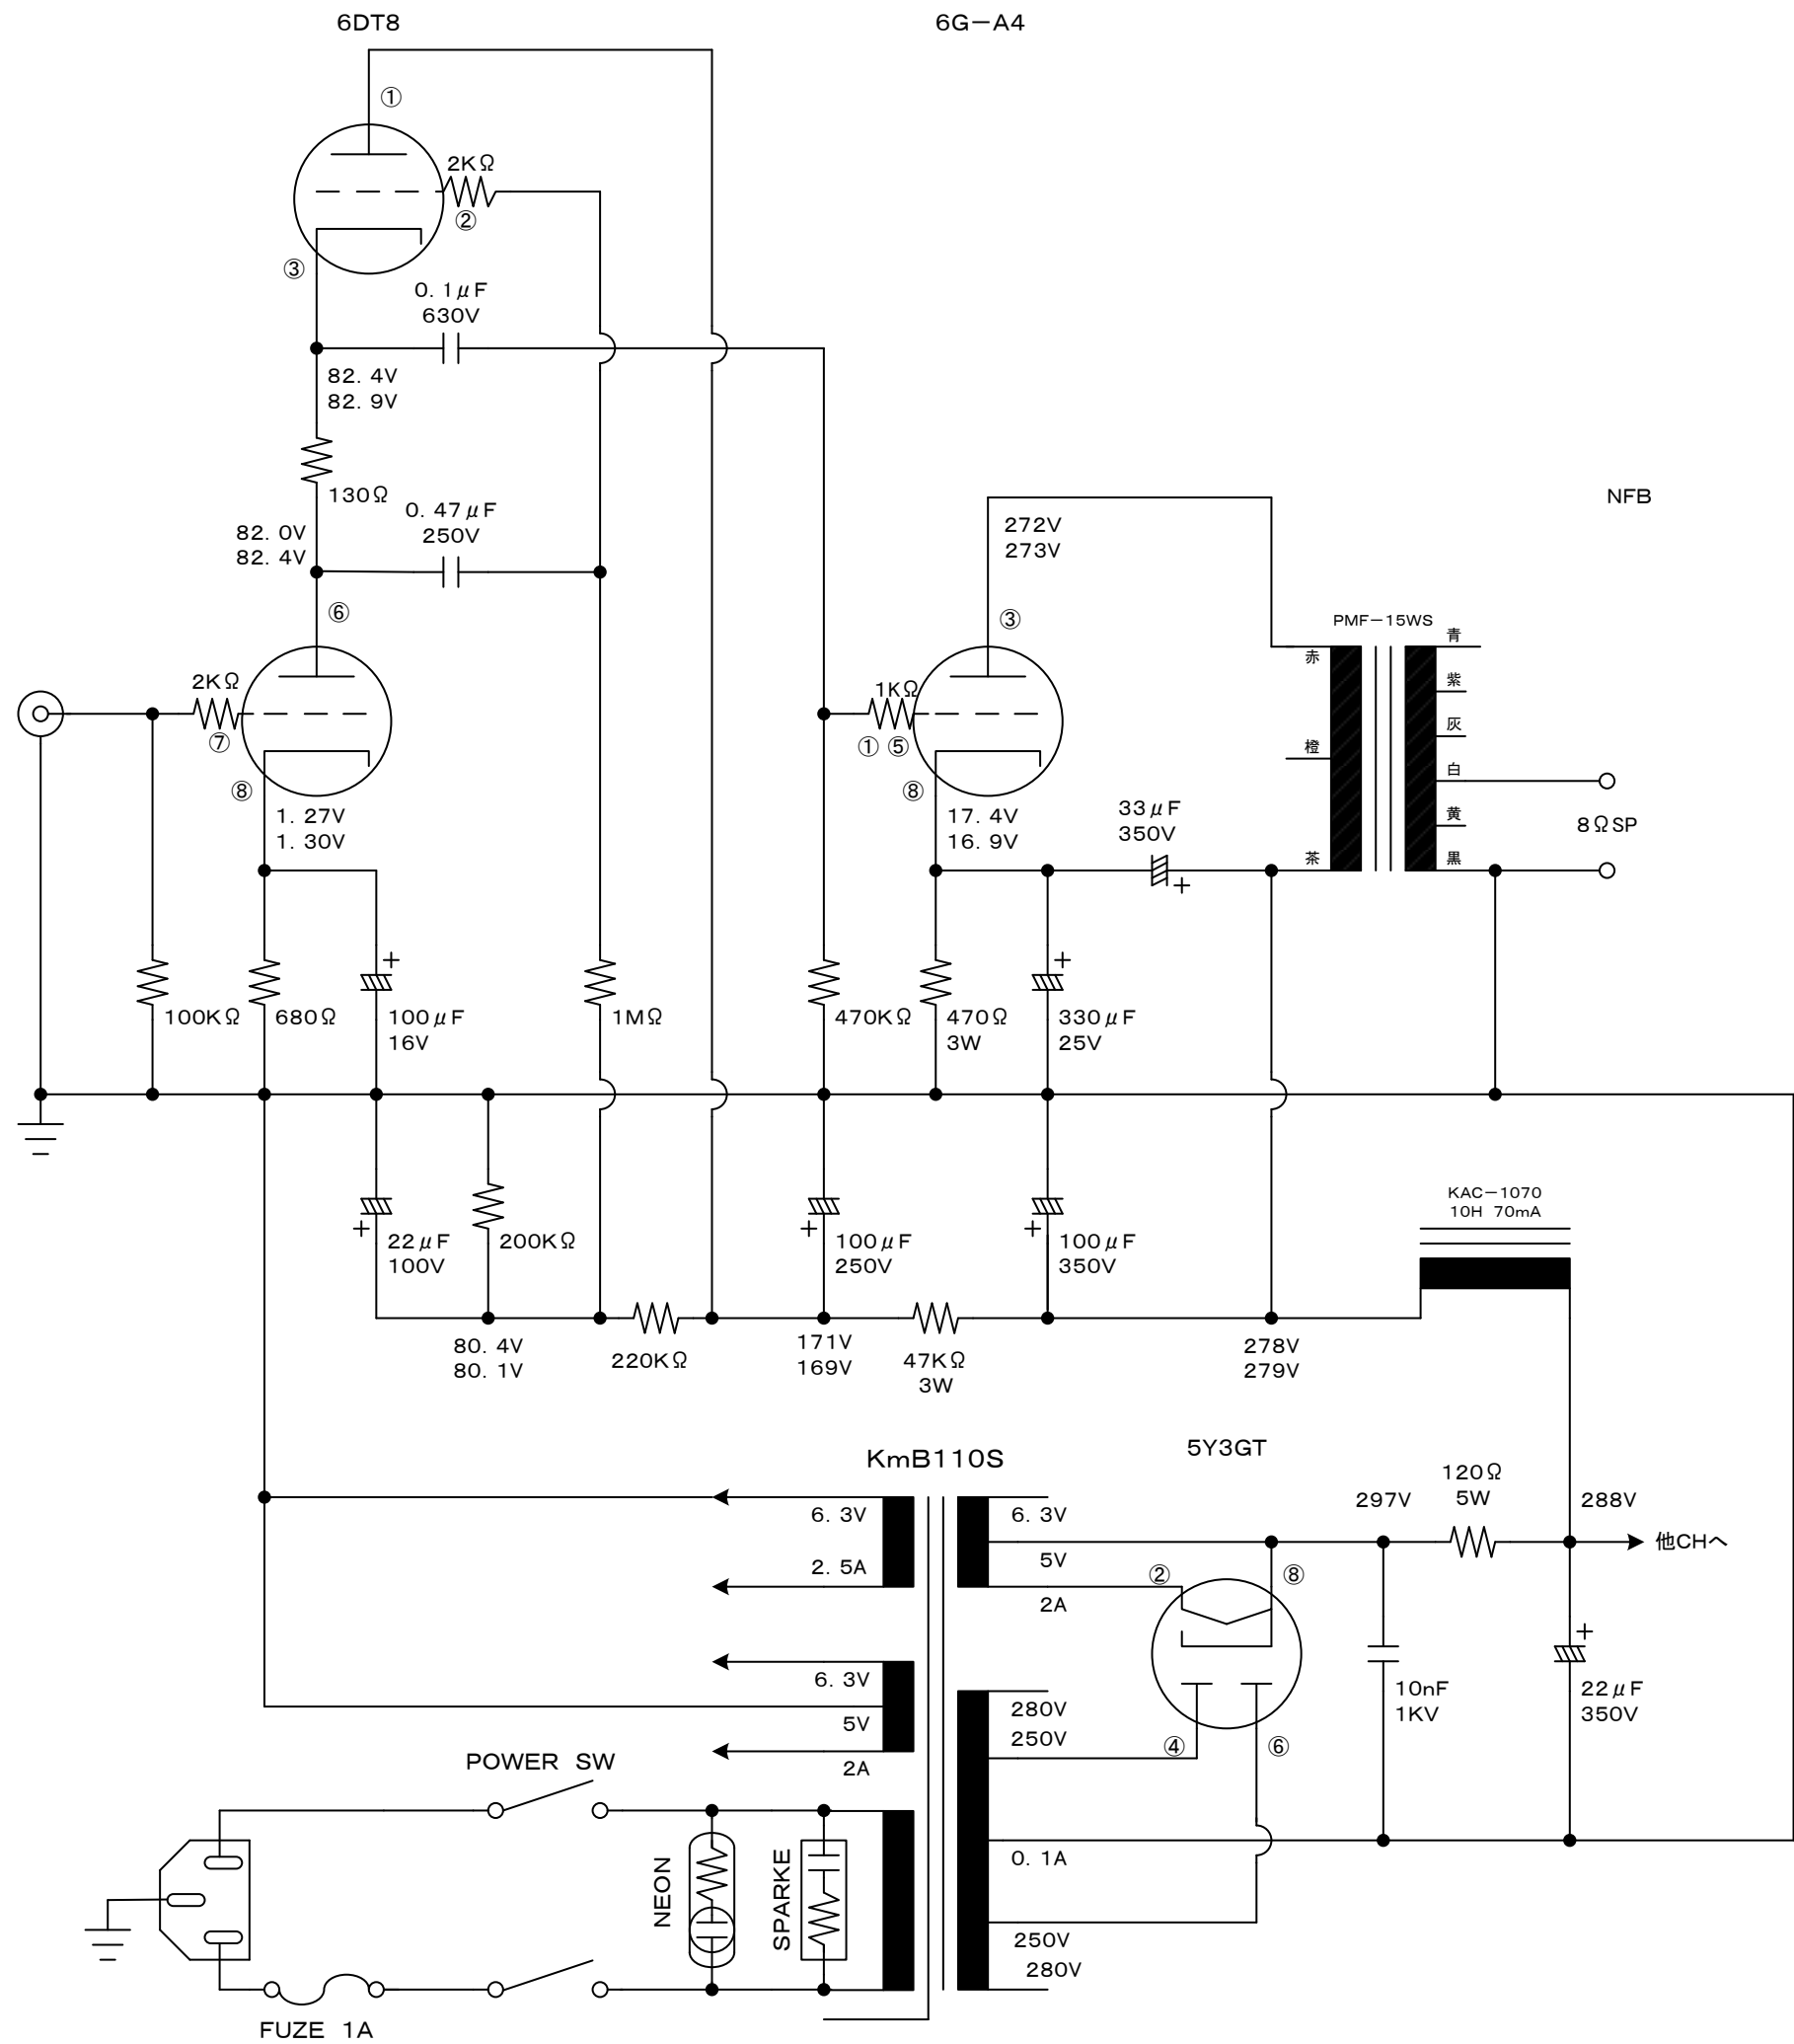 6DT8
6G－A4
①
2KΩ
②
③
0. 1μF
630V
82. 4V
82. 9V
130Ω
0. 47μF
250V
82. 0V
82. 4V
⑥
272V
273V
NFB
③
PMF－15WS
青
赤
紫
灰
橙
白
黄
茶
黒
8ΩSP
2KΩ
⑦
⑧
1. 27V
1. 30V
1KΩ
① ⑤
⑧
17. 4V
16. 9V
33μF
350V
+
+
+
100KΩ
680Ω
100μF
16V
1MΩ
470KΩ
470Ω
3W
330μF
25V
+
22μF
100V
200KΩ
+
100μF
250V
+
100μF
350V
KAC－1070
10H 70mA
80. 4V
80. 1V
220KΩ
171V
169V
47KΩ
3W
278V
279V
KmB110S
5Y3GT
6. 3V
2. 5A
6. 3V
5V
2A
②
⑧
297V
120Ω
5W
288V
他CHへ
+
10nF
1KV
22μF
350V
6. 3V
5V
2A
280V
250V
④
⑥
0. 1A
250V
280V
POWER SW
NEON
SPARKE
FUZE 1A